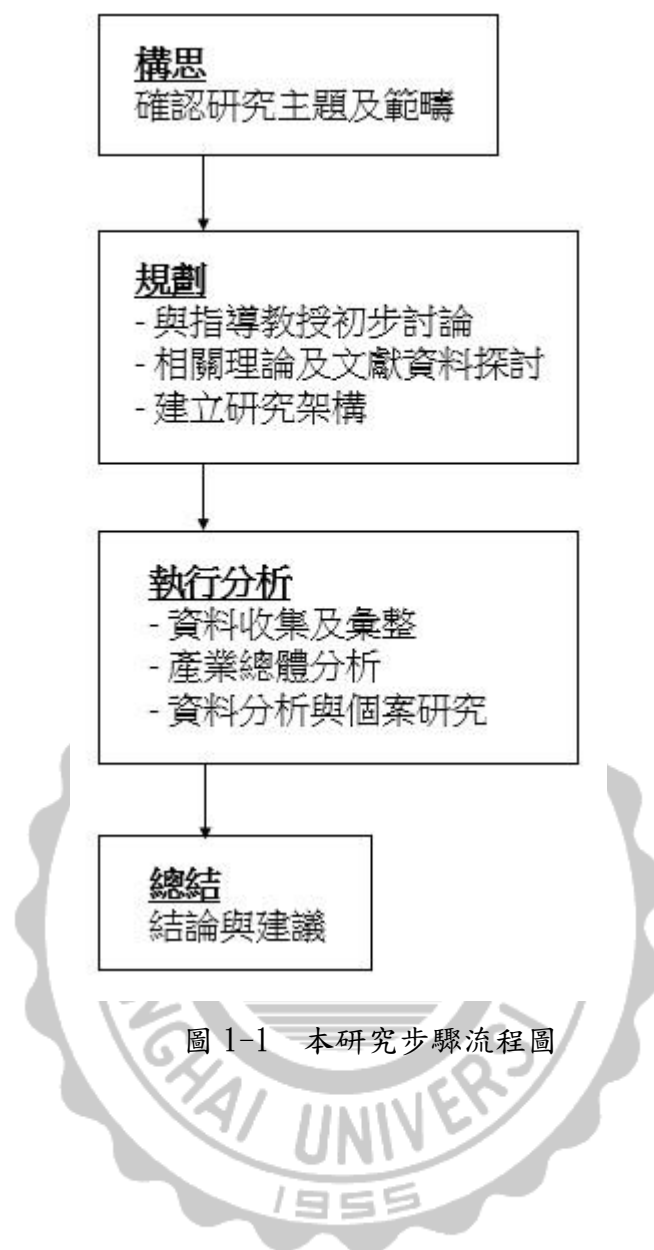 構思
確認研究主題及範疇
規劃
- 與指導教授初步討論
- 相關理論及文獻資料探討
- 建立研究架構
執行分析
- 資料收集及彙整
- 產業總體分析
- 資料分析與個案研究
總結
結論與建議
圖 1-1 本研究步驟流程圖
NGHAI UNIVERS
1955